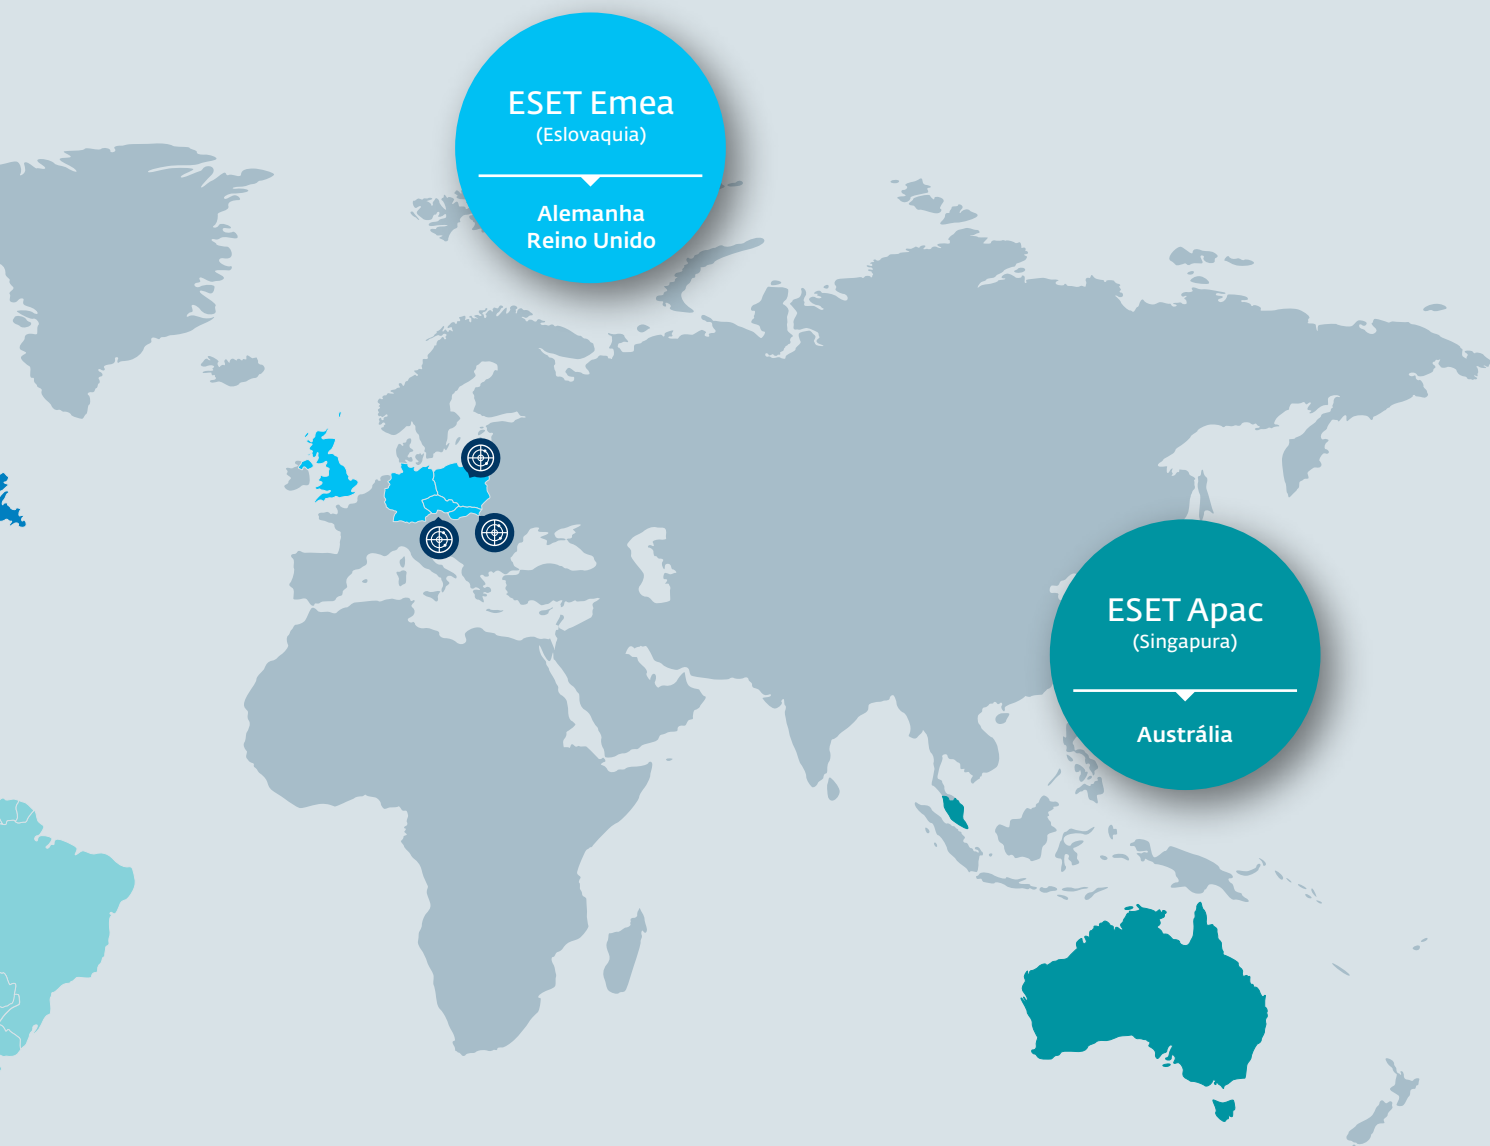 ESET Emea
(Eslovaquia)
Alemanha
Reino Unido
ESET Apac
(Singapura)
Austrália